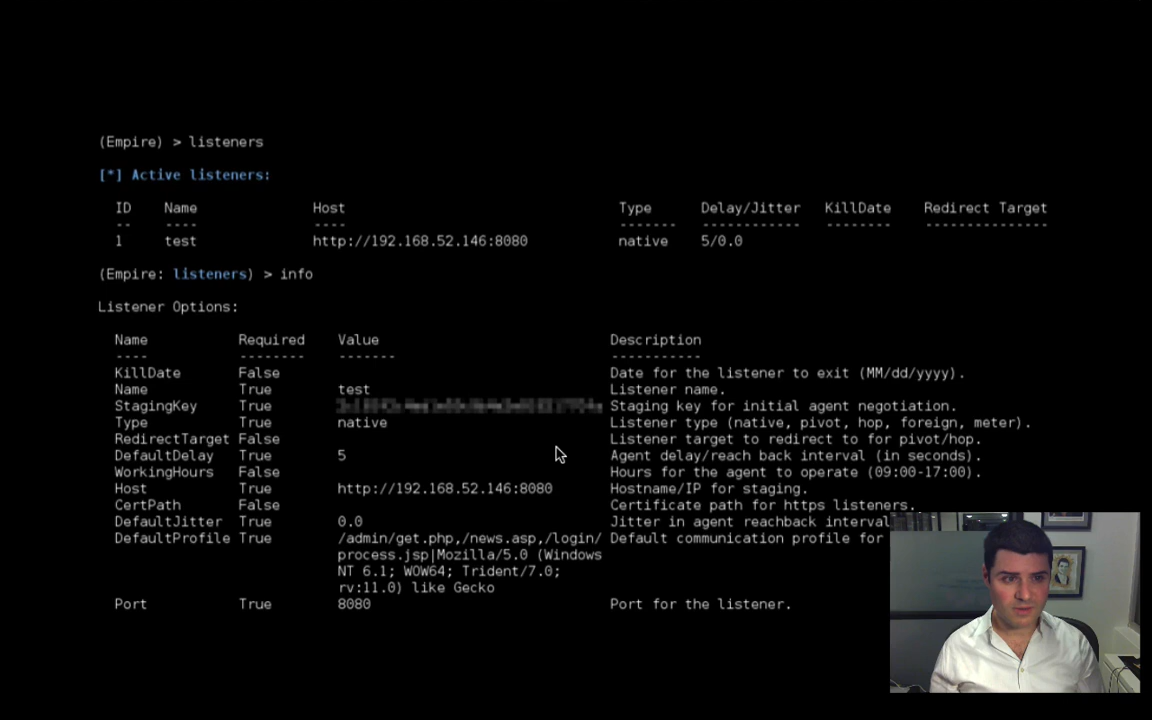 (Empire) > listeners
[*] Active listeners:
ID Name Host Type Delay/Jitter KillDate Redirect Target
-- ---- ---- ------- ------------ -------- ---------------
1 test http://192.168.52.146:8080 native 5/0.0
(Empire: listeners) > info
Listener Options:
Name Required Value Description
---- -------- ------- -----------
KillDate False Date for the listener to exit (MM/dd/yyyy).
Name True test Listener name.
StagingKey True Staging key for initial agent negotiation.
Type True native Listener type (native, pivot, hop, foreign, meter).
RedirectTarget False Listener target to redirect to for pivot/hop.
DefaultDelay True 5 Agent delay/reach back interval (in seconds).
WorkingHours False Hours for the agent to operate (09:00-17:00).
Host True http://192.168.52.146:8080 Hostname/IP for staging.
CertPath False Certificate path for https listeners.
DefaultJitter True 0.0 Jitter in agent reachback interval
DefaultProfile True /admin/get.php,/news.asp,/login/ Default communication profile for
process.jsp|Mozilla/5.0 (Windows
NT 6.1; WOW64; Trident/7.0;
rv:11.0) like Gecko
Port True 8080 Port for the listener.